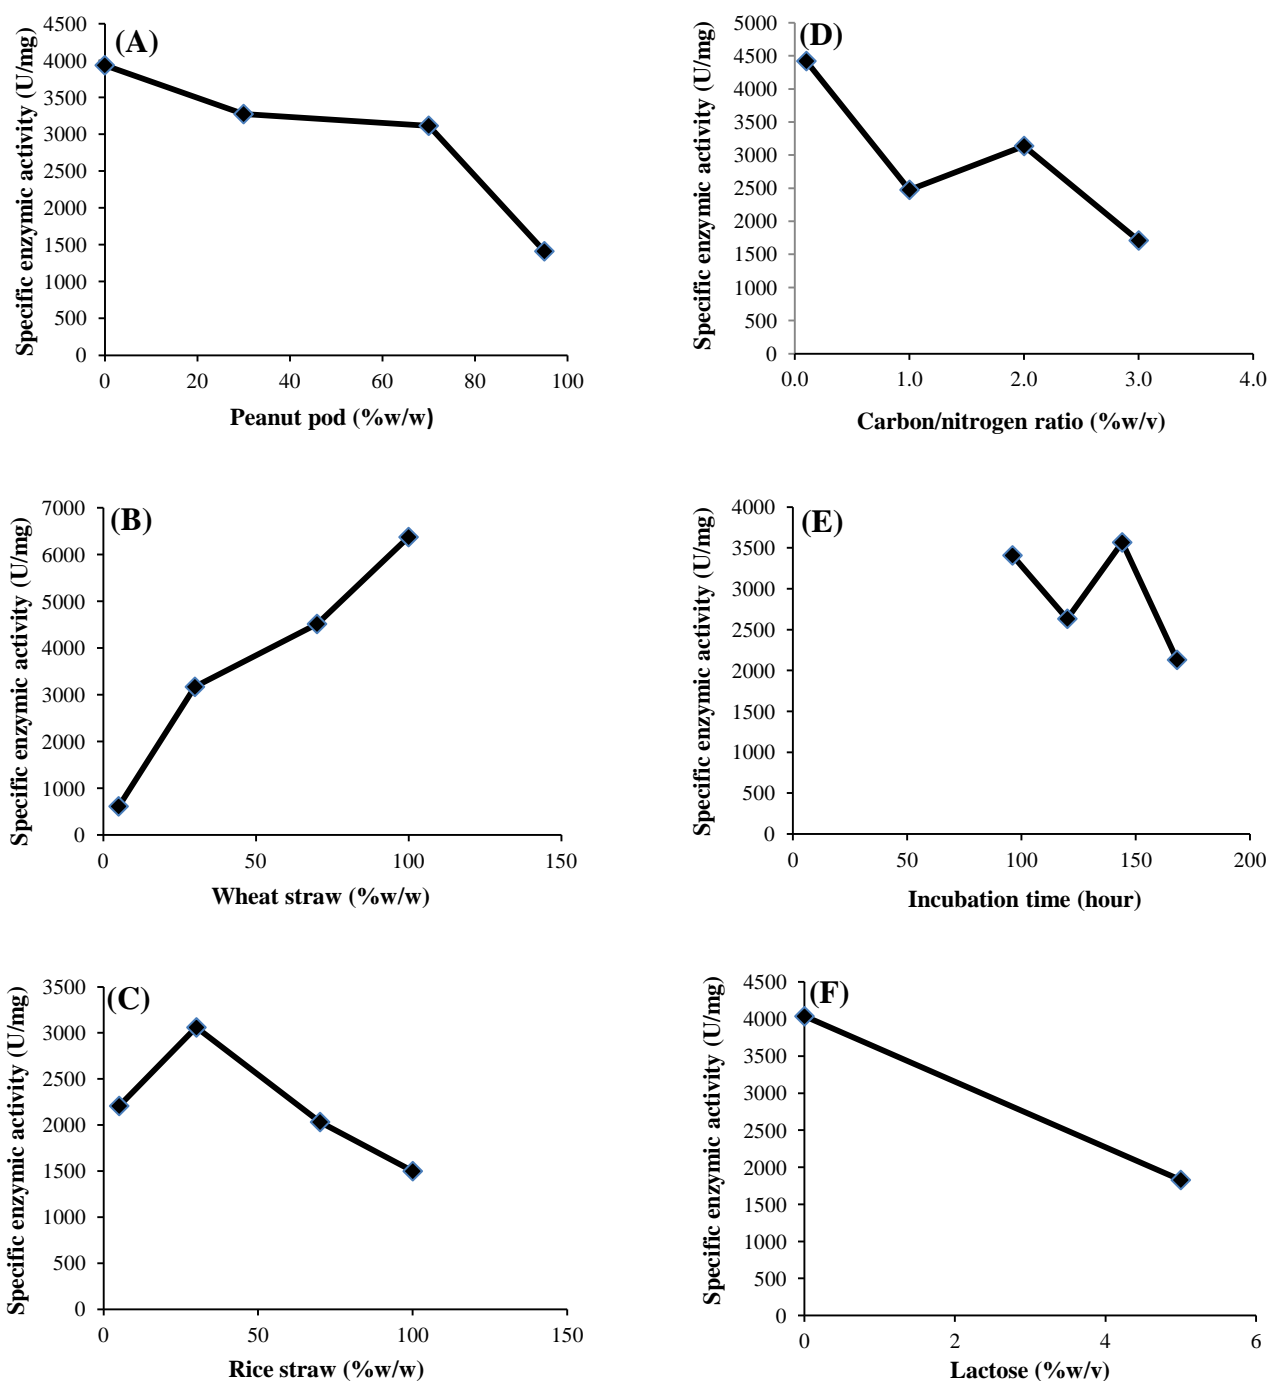 (A)
Specific enzymic activity (U/mg)
4500
4000
3500
3000
2500
2000
1500
1000
500
0
0 20 40 60 80 100
Peanut pod (%w/w)
(D)
Specific enzymic activity (U/mg)
5000
4500
4000
3500
3000
2500
2000
1500
1000
500
0
0.0 1.0 2.0 3.0 4.0
Carbon/nitrogen ratio (%w/v)
(B)
Specific enzymic activity (U/mg)
7000
6000
5000
4000
3000
2000
1000
0
0 50 100 150
Wheat straw (%w/w)
(E)
Specific enzymic activity (U/mg)
4000
3500
3000
2500
2000
1500
1000
500
0
0 50 100 150 200
Incubation time (hour)
(C)
Specific enzymic activity (U/mg)
3500
3000
2500
2000
1500
1000
500
0
0 50 100 150
Rice straw (%w/w)
(F)
Specific enzymic activity (U/mg)
4500
4000
3500
3000
2500
2000
1500
1000
500
0
0 2 4 6
Lactose (%w/v)